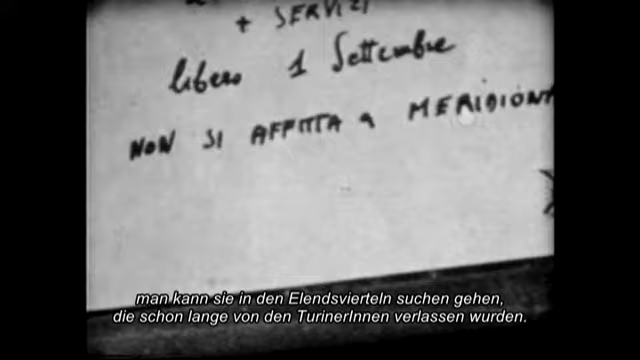 + SERVIZI
libero 1 Settembre
NON SI AFFITTA a MERIDIONA
man kann sie in den Elendsvierteln suchen gehen,
die schon lange von den TurinerInnen verlassen wurden.